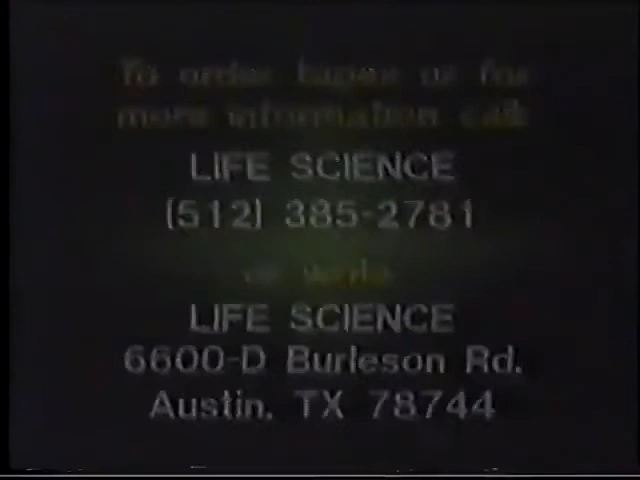 To order tapes or for
more information call:
LIFE SCIENCE
(512) 385-2781
or write
LIFE SCIENCE
6600-D Burleson Rd.
Austin, TX 78744